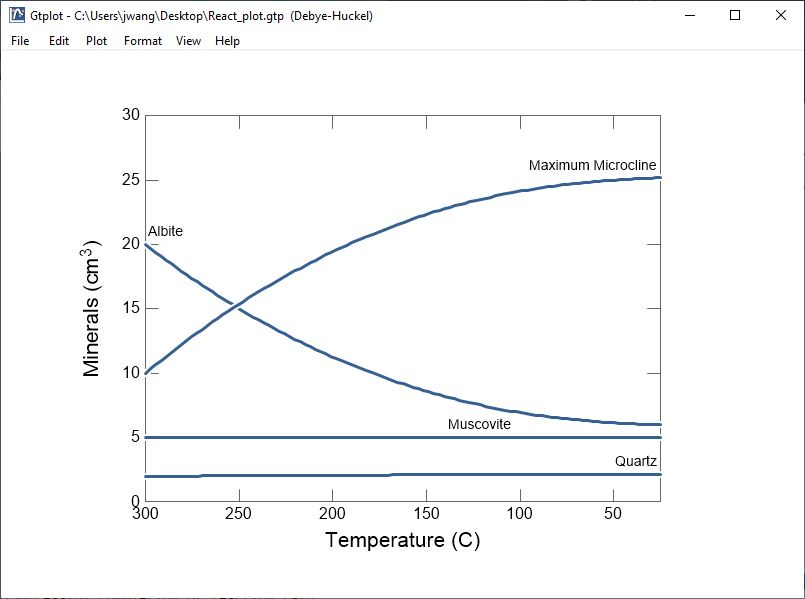 Gtplot - C:\Users\jwang\Desktop\React_plot.gtp (Debye-Huckel)
File Edit Plot Format View Help
30
Maximum Microcline
25
Albite
20
Minerals (cm³)
15
10
Muscovite
5
Quartz
0
300 250 200 150 100 50
Temperature (C)